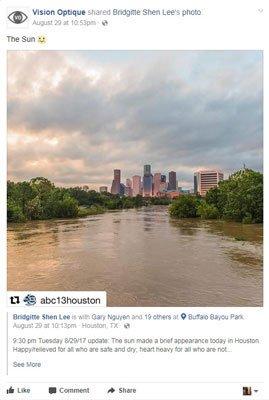 VO
Vision Optique shared Bridgitte Shen Lee's photo.
August 29 at 10:53pm ·
The Sun 😀
abc13houston
Bridgitte Shen Lee is with Gary Nguyen and 19 others at Buffalo Bayou Park.
August 29 at 10:13pm · Houston, TX ·
9:30 pm Tuesday 8/29/17 update: The sun made a brief appearance today in Houston.
Happy/relieved for all who are safe and dry; heart heavy for all who are not...
See More
Like Comment Share